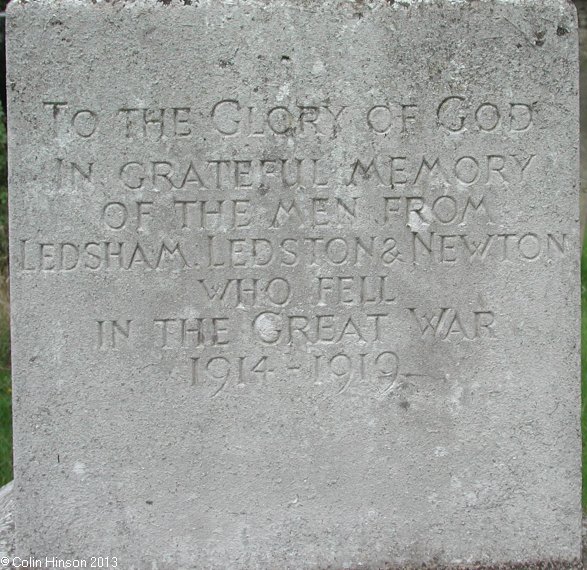 TO THE GLORY OF GOD
IN GRATEFUL MEMORY
OF THE MEN FROM
LEDSHAM. LEDSTON & NEWTON
WHO FELL
IN THE GREAT WAR
1914 - 1919
©Colin Hinson 2013